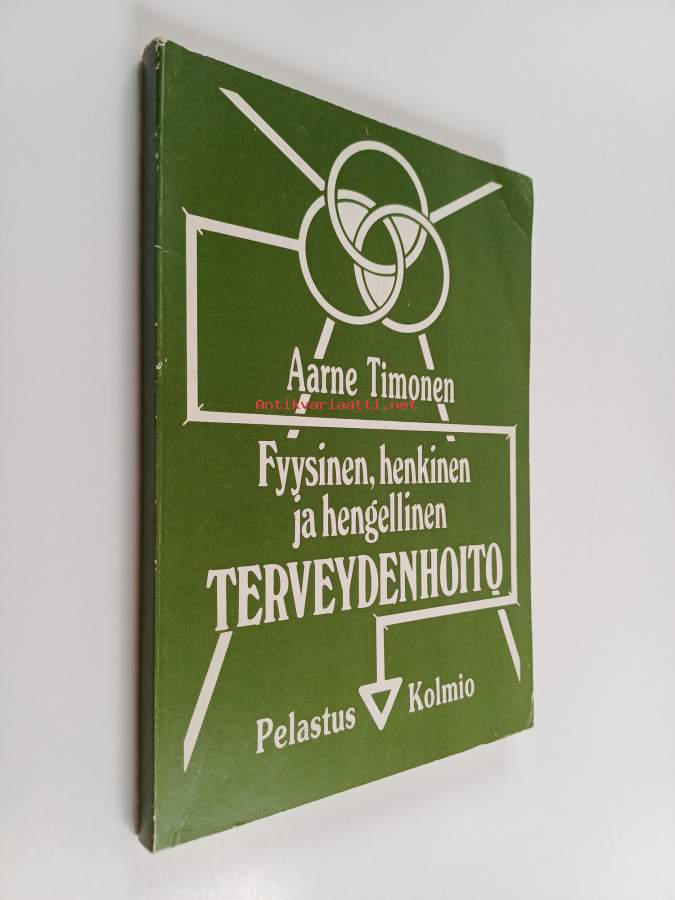 Aarne Timonen
Antikvariaatti.net
Fyysinen, henkinen
ja hengellinen
TERVEYDENHOITO
Pelastus Kolmio